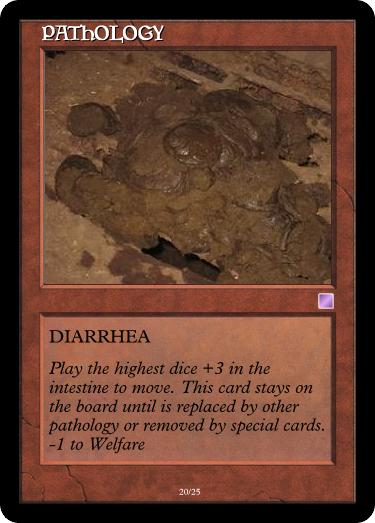 PAThOLOGY
DIARRHEA
Play the highest dice +3 in the
intestine to move. This card stays on
the board until is replaced by other
pathology or removed by special cards.
-1 to Welfare
20/25